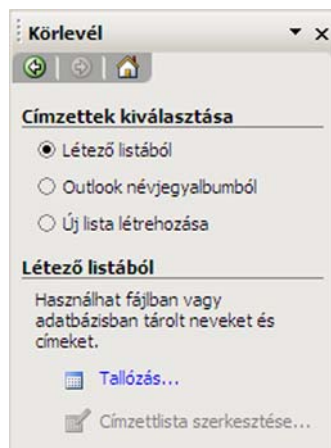 Körlevél
Címzettek kiválasztása
Létező listából
Outlook névjegyalbumból
Új lista létrehozása
Létező listából
Használhat fájlban vagy
adatbázisban tárolt neveket és
címeket.
Tallózás...
Címzettlista szerkesztése...